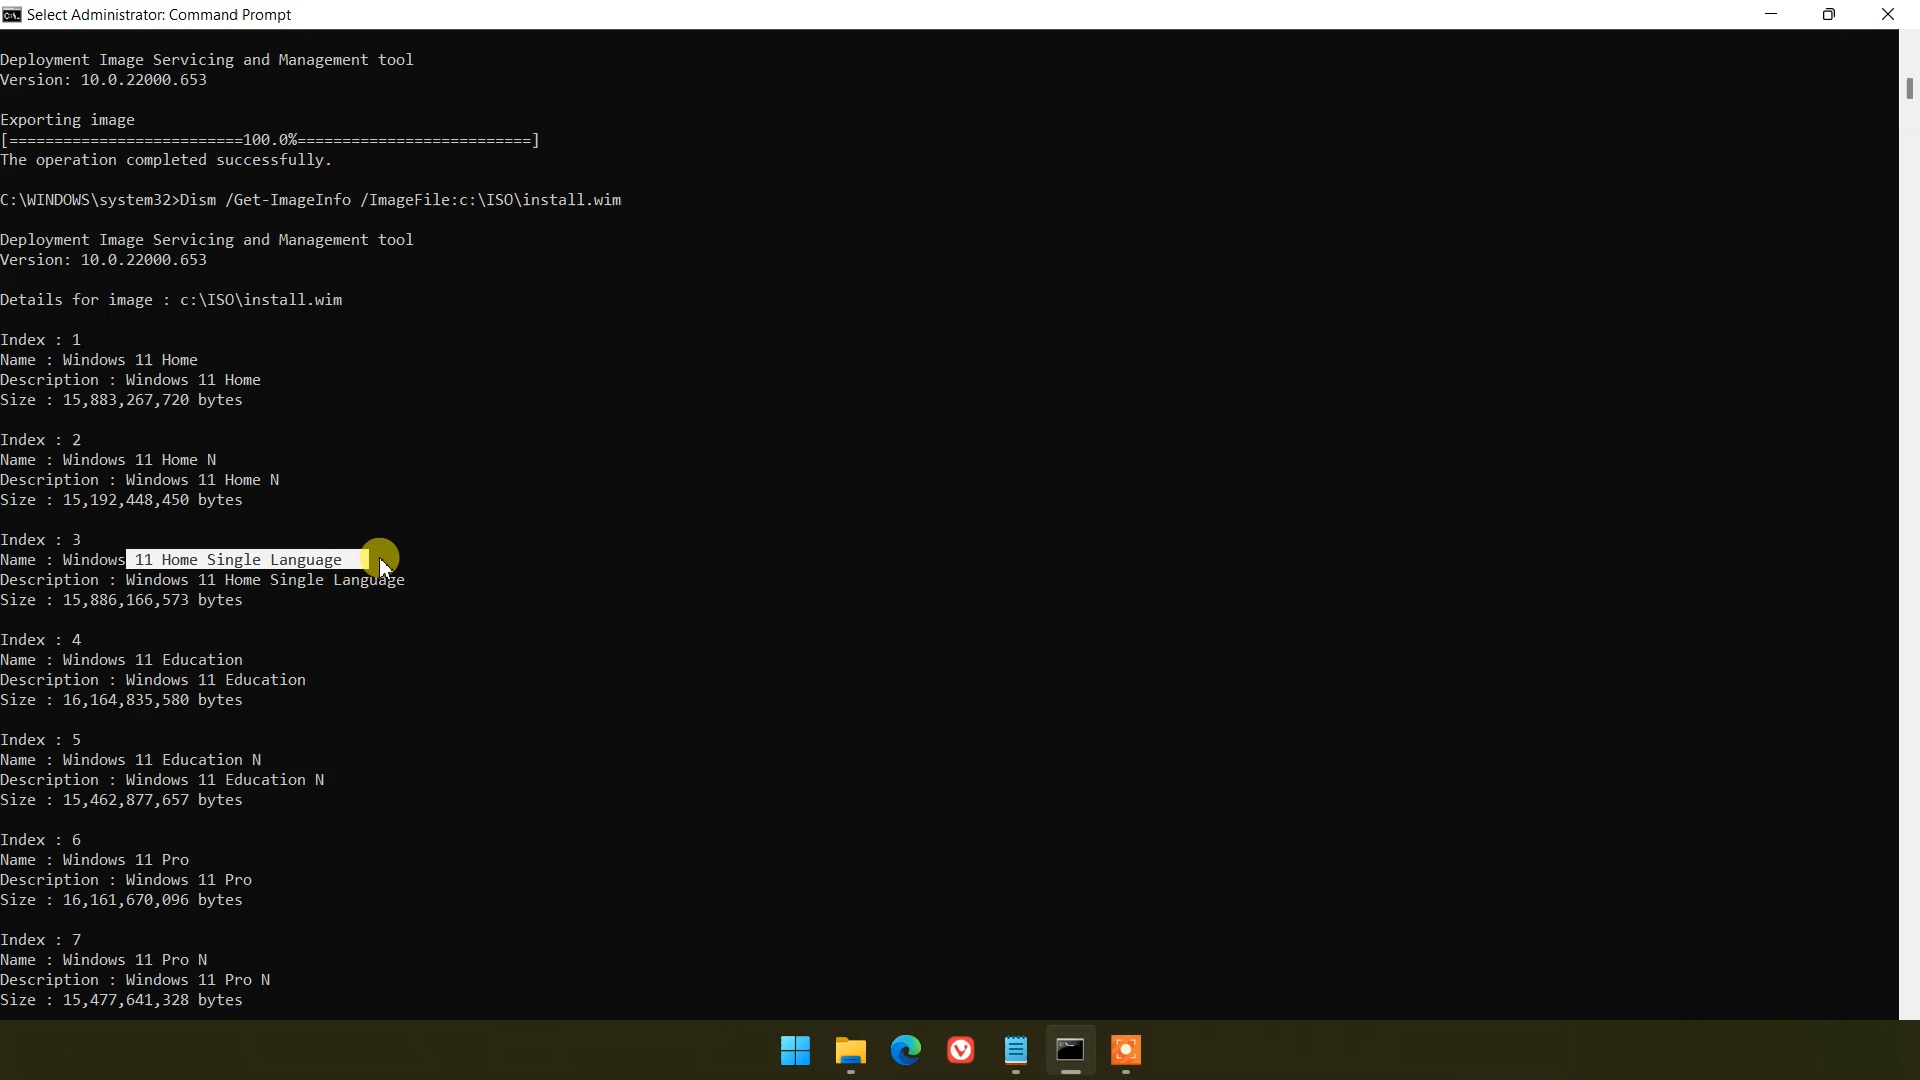 Select Administrator: Command Prompt
Deployment Image Servicing and Management tool
Version: 10.0.22000.653
Exporting image
[==========================100.0%==========================]
The operation completed successfully.
C:\WINDOWS\system32>Dism /Get-ImageInfo /ImageFile:c:\ISO\install.wim
Deployment Image Servicing and Management tool
Version: 10.0.22000.653
Details for image : c:\ISO\install.wim
Index : 1
Name : Windows 11 Home
Description : Windows 11 Home
Size : 15,883,267,720 bytes
Index : 2
Name : Windows 11 Home N
Description : Windows 11 Home N
Size : 15,192,448,450 bytes
Index : 3
Name : Windows 11 Home Single Language
Description : Windows 11 Home Single Language
Size : 15,886,166,573 bytes
Index : 4
Name : Windows 11 Education
Description : Windows 11 Education
Size : 16,164,835,580 bytes
Index : 5
Name : Windows 11 Education N
Description : Windows 11 Education N
Size : 15,462,877,657 bytes
Index : 6
Name : Windows 11 Pro
Description : Windows 11 Pro
Size : 16,161,670,096 bytes
Index : 7
Name : Windows 11 Pro N
Description : Windows 11 Pro N
Size : 15,477,641,328 bytes